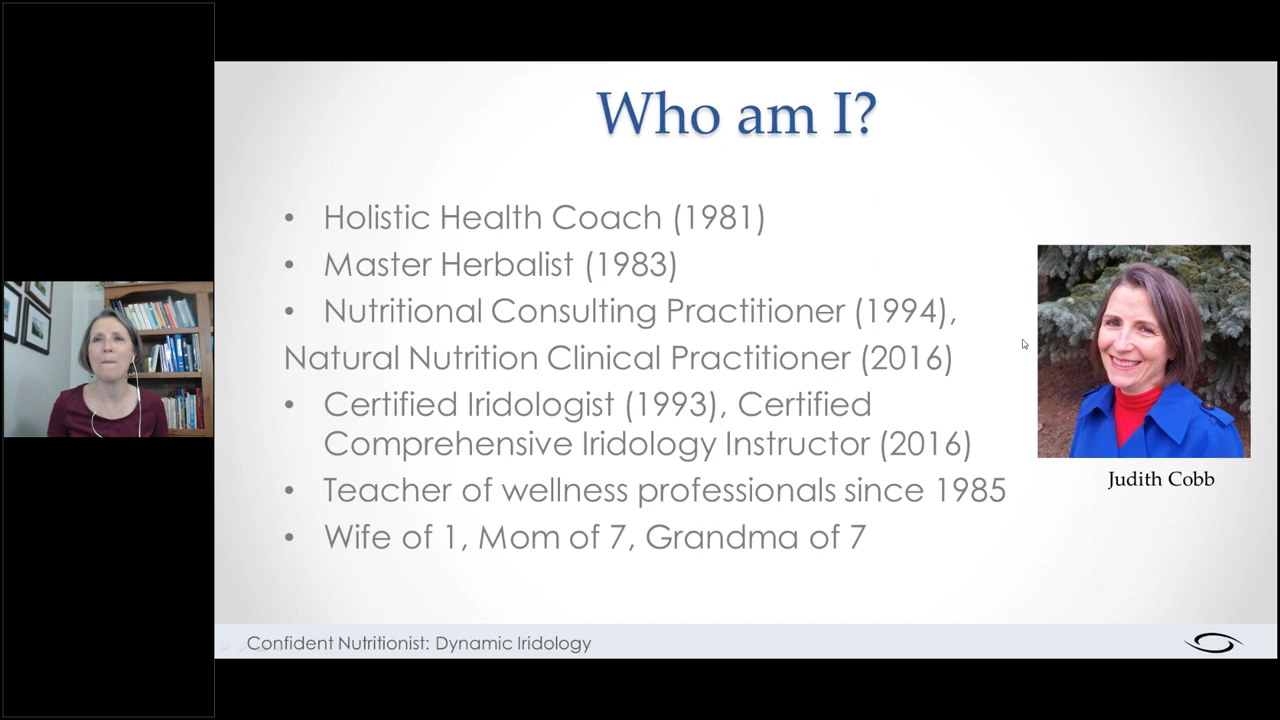 Who am I?
• Holistic Health Coach (1981)
• Master Herbalist (1983)
• Nutritional Consulting Practitioner (1994),
Natural Nutrition Clinical Practitioner (2016)
• Certified Iridologist (1993), Certified
Comprehensive Iridology Instructor (2016)
• Teacher of wellness professionals since 1985
• Wife of 1, Mom of 7, Grandma of 7
Judith Cobb
Confident Nutritionist: Dynamic Iridology